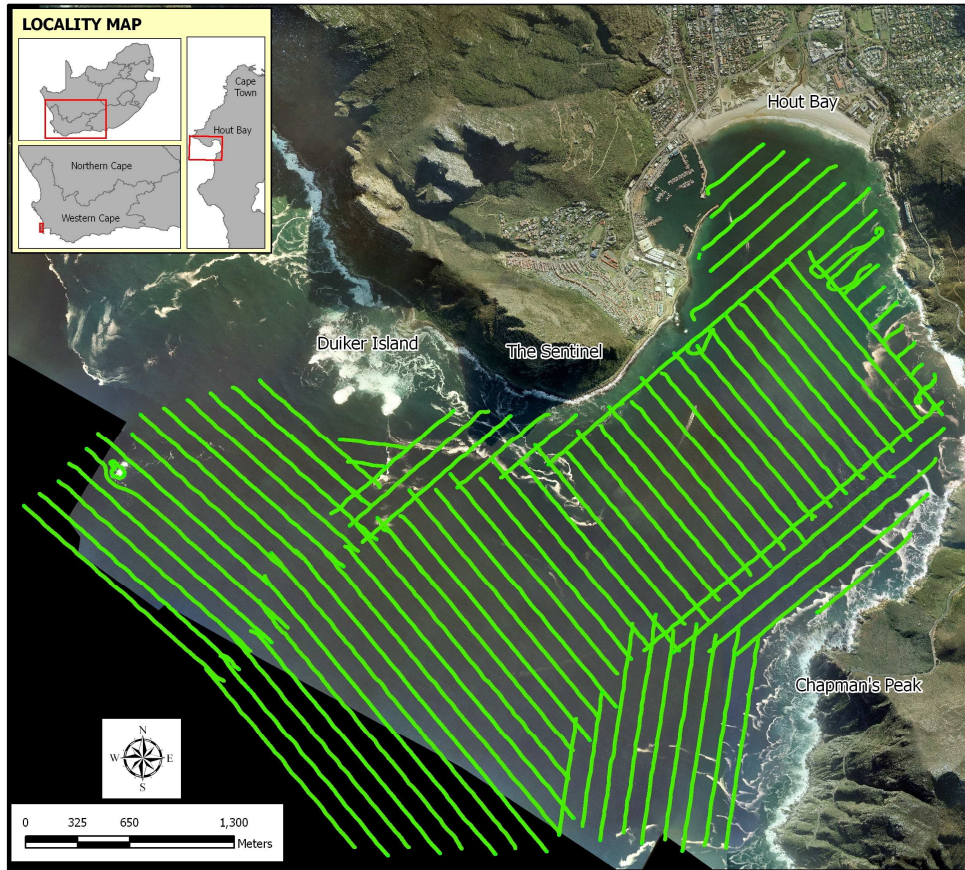 LOCALITY MAP
Cape
Town
Hout Bay
Northern Cape
Western Cape
Hout Bay
Duiker Island
The Sentinel
Chapman's Peak
N
W
E
S
0
325
650
1,300
Meters